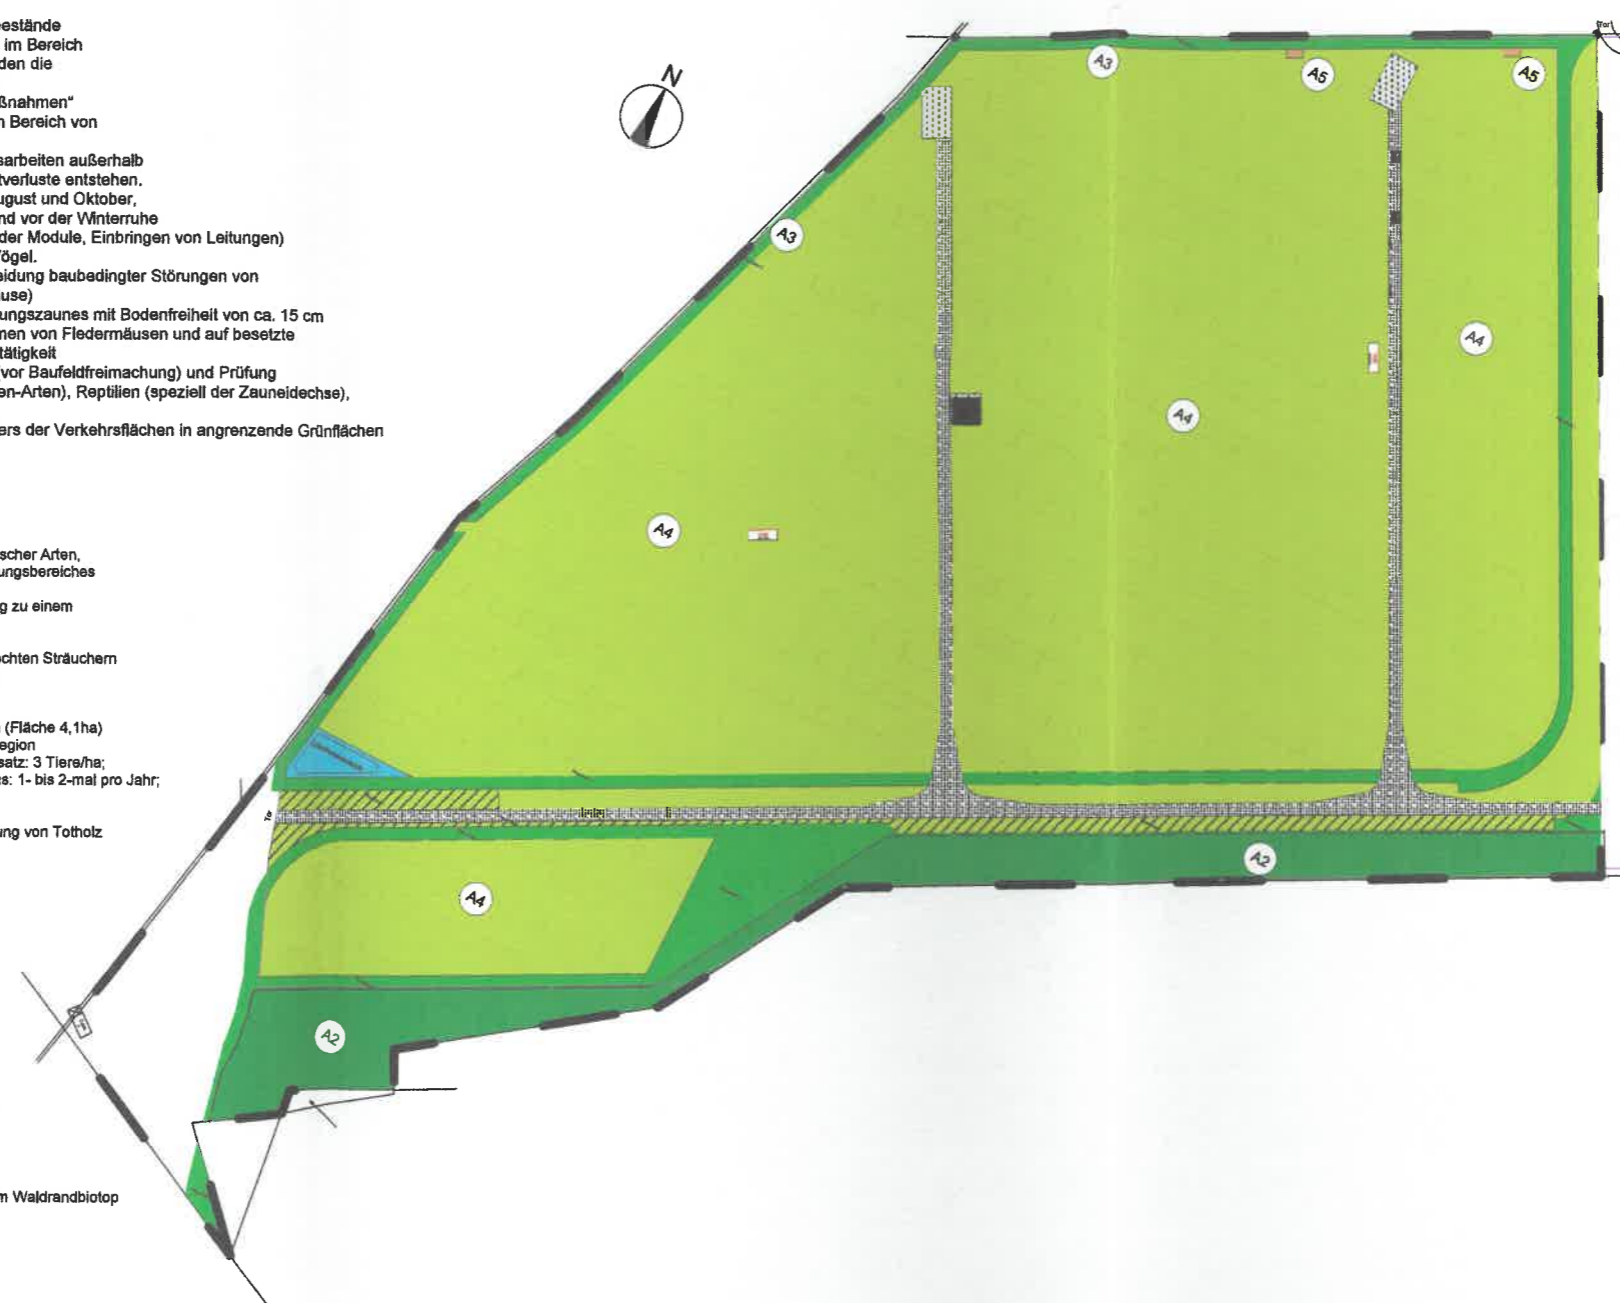 estände
im Bereich
den die
ßnahmen“
n Bereich von
sarbeiten außerhalb
tverluste entstehen.
ugust und Oktober,
nd vor der Winterruhe
der Module, Einbringen von Leitungen)
ögel.
eidung baubedingter Störungen von
use)
ungszaunes mit Bodenfreiheit von ca. 15 cm
men von Fledermäusen und auf besetzte
tätigkeit
(vor Baufeldfreimachung) und Prüfung
en-Arten), Reptilien (speziell der Zauneidechse),
ers der Verkehrsflächen in angrenzende Grünflächen
scher Arten,
ungsbereiches
g zu einem
chten Sträuchern
(Fläche 4,1ha)
egion
satz: 3 Tiere/ha;
s: 1- bis 2-mal pro Jahr;
ung von Totholz
m Waldrandbiotop
N
Tor
A3
A5
A5
A3
A4
A4
A4
Tor
A2
A4
A2